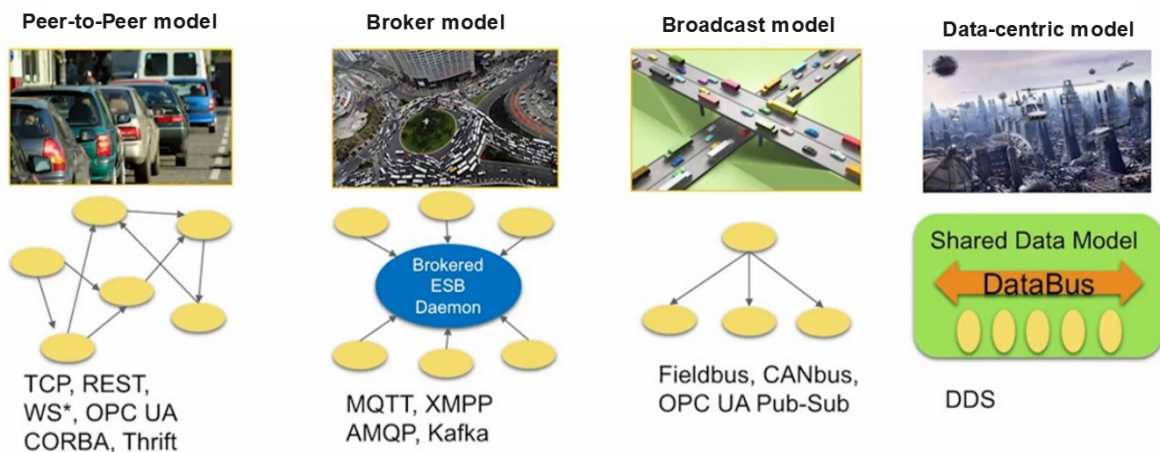 Peer-to-Peer model
Broker model
Broadcast model
Data-centric model
Brokered
ESB
Daemon
Shared Data Model
DataBus
TCP, REST,
WS*, OPC UA
CORBA, Thrift
MQTT, XMPP
AMQP, Kafka
Fieldbus, CANbus,
OPC UA Pub-Sub
DDS